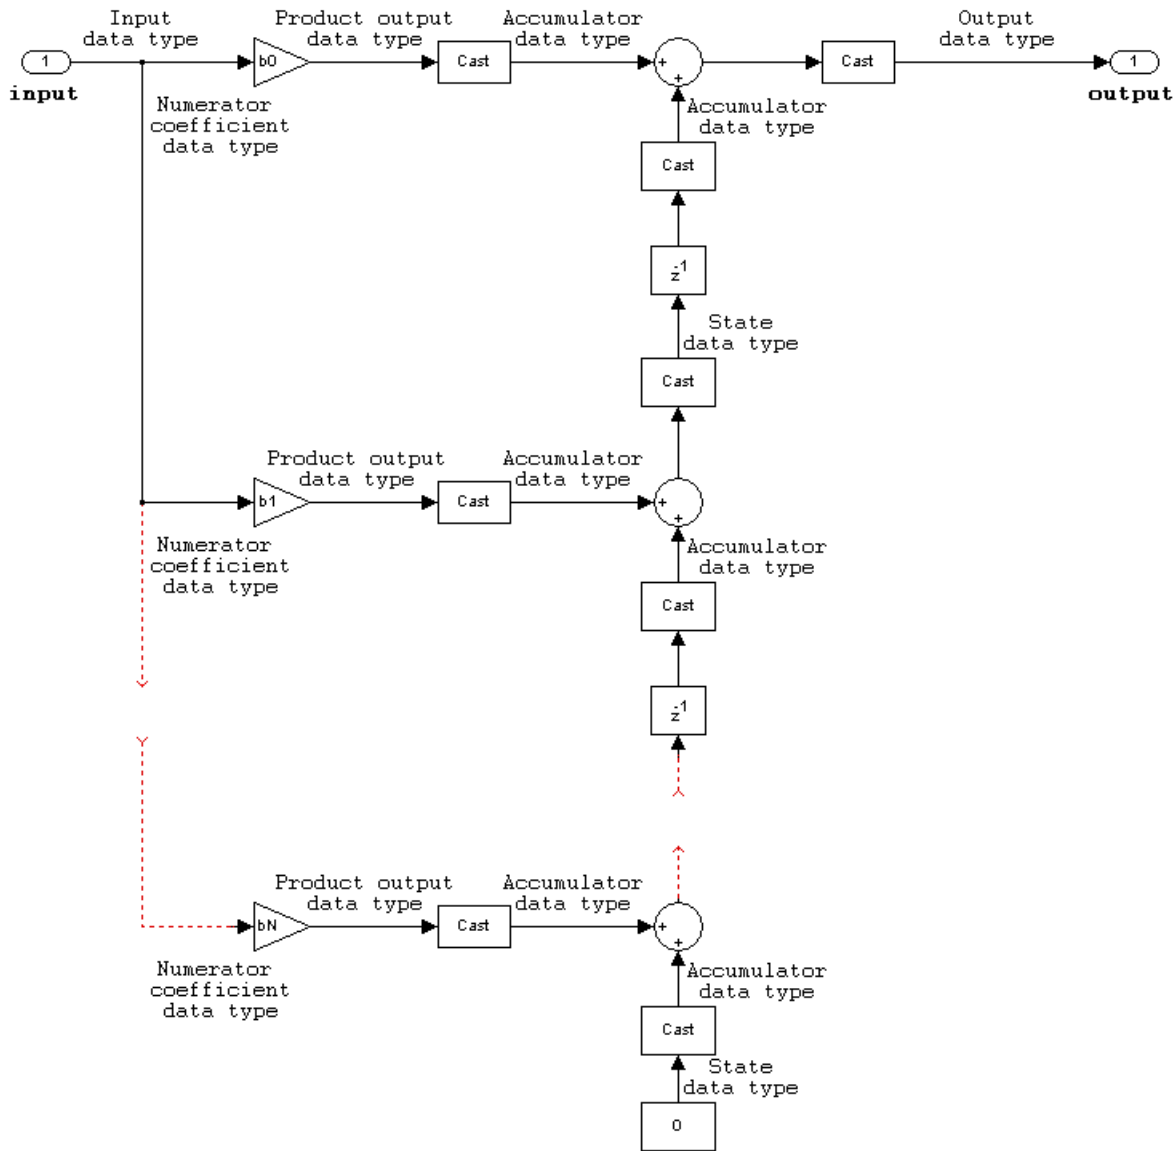 Input
data type
Product output
data type
Accumulator
data type
Output
data type
1
input
b0
Cast
Cast
1
output
+
+
Numerator
coefficient
data type
Accumulator
data type
Cast
z-1
State
data type
Cast
Product output
data type
Accumulator
data type
b1
Cast
+
+
Numerator
coefficient
data type
Accumulator
data type
Cast
z-1
Product output
data type
Accumulator
data type
bN
Cast
+
+
Numerator
coefficient
data type
Accumulator
data type
Cast
State
data type
0